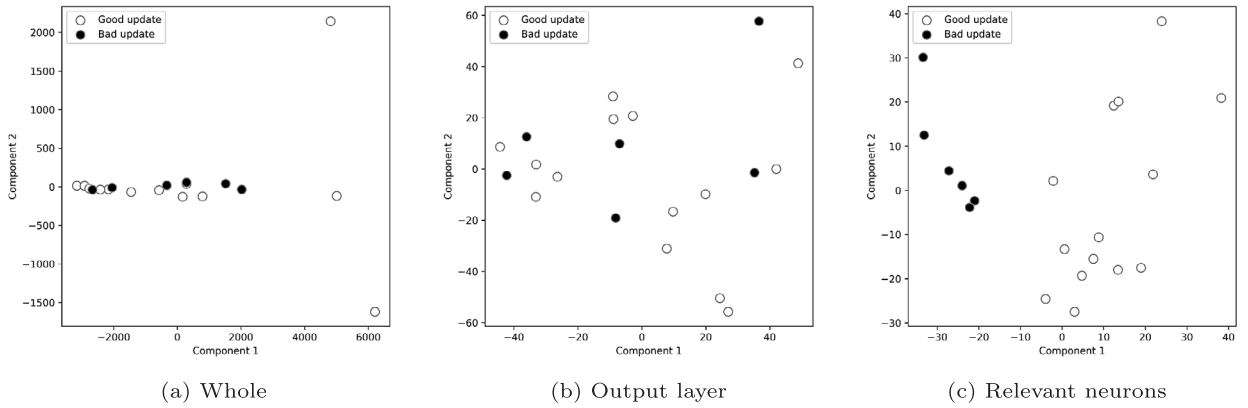 Good update
Bad update
2000
1500
1000
500
0
−500
−1000
−1500
Component 2
−2000 0 2000 4000 6000
Component 1
(a) Whole
Good update
Bad update
60
40
20
0
−20
−40
−60
Component 2
−40 −20 0 20 40
Component 1
(b) Output layer
Good update
Bad update
40
30
20
10
0
−10
−20
−30
Component 2
−30 −20 −10 0 10 20 30 40
Component 1
(c) Relevant neurons